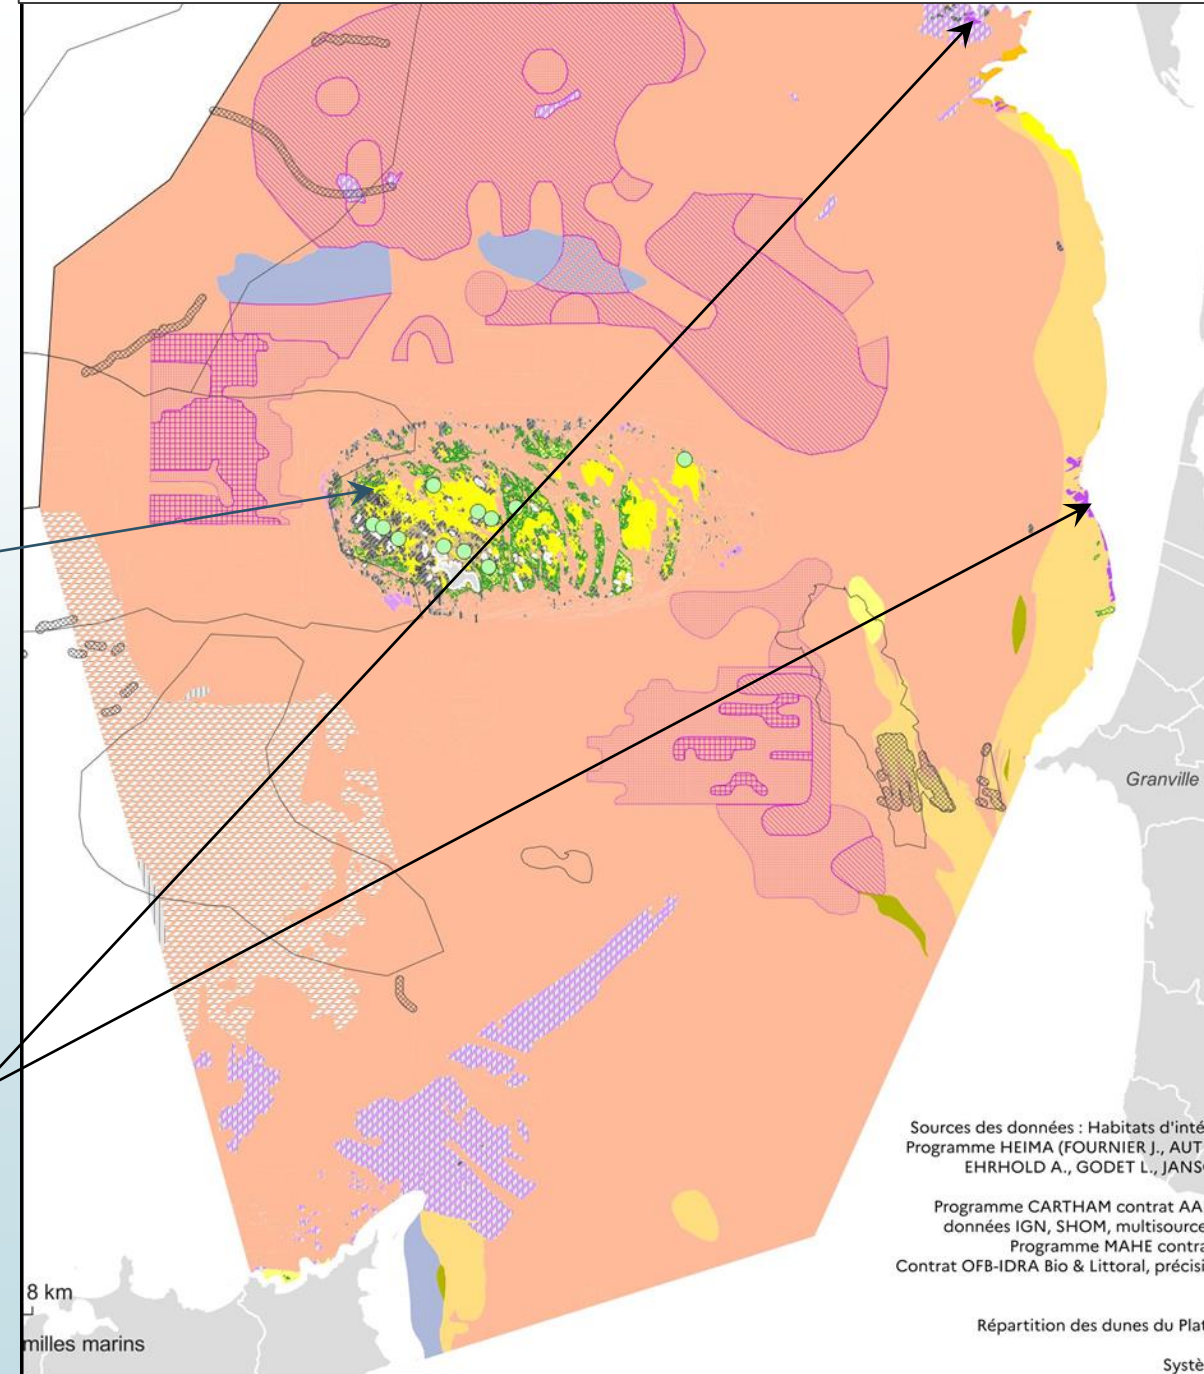 Granville
Sources des données : Habitats d'inté
Programme HEIMA (FOURNIER J., AUT
EHRHOLD A., GODET L., JANS
Programme CARTHAM contrat AA
données IGN, SHOM, multisource
Programme MAHE contra
Contrat OFB-IDRA Bio & Littoral, précisi
8 km
milles marins
Répartition des dunes du Plat
Systè